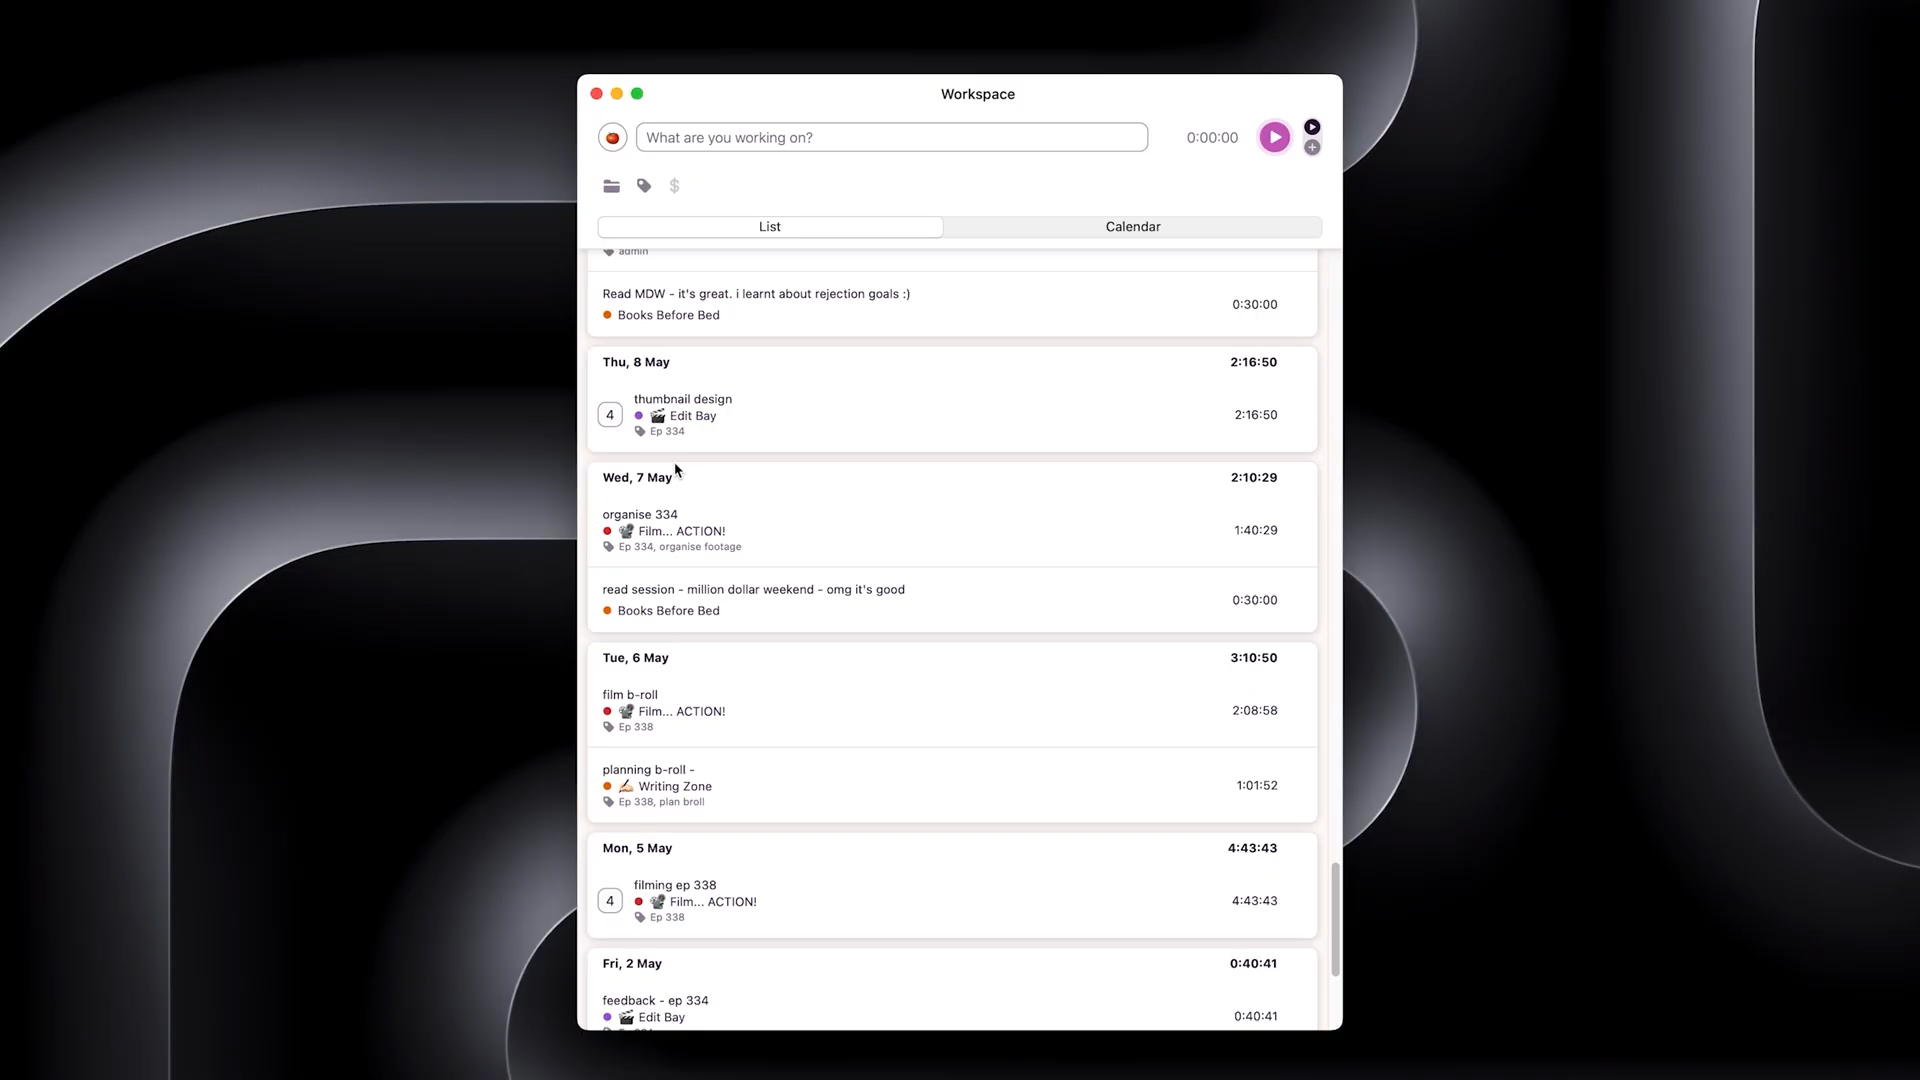 Workspace
What are you working on?
0:00:00
$
List
Calendar
admin
Read MDW - it's great. i learnt about rejection goals :)
0:30:00
Books Before Bed
Thu, 8 May
2:16:50
thumbnail design
4
Edit Bay
2:16:50
Ep 334
Wed, 7 May
2:10:29
organise 334
Film... ACTION!
1:40:29
Ep 334, organise footage
read session - million dollar weekend - omg it's good
0:30:00
Books Before Bed
Tue, 6 May
3:10:50
film b-roll
Film... ACTION!
2:08:58
Ep 338
planning b-roll -
Writing Zone
1:01:52
Ep 338, plan broll
Mon, 5 May
4:43:43
filming ep 338
4
Film... ACTION!
4:43:43
Ep 338
Fri, 2 May
0:40:41
feedback - ep 334
Edit Bay
0:40:41